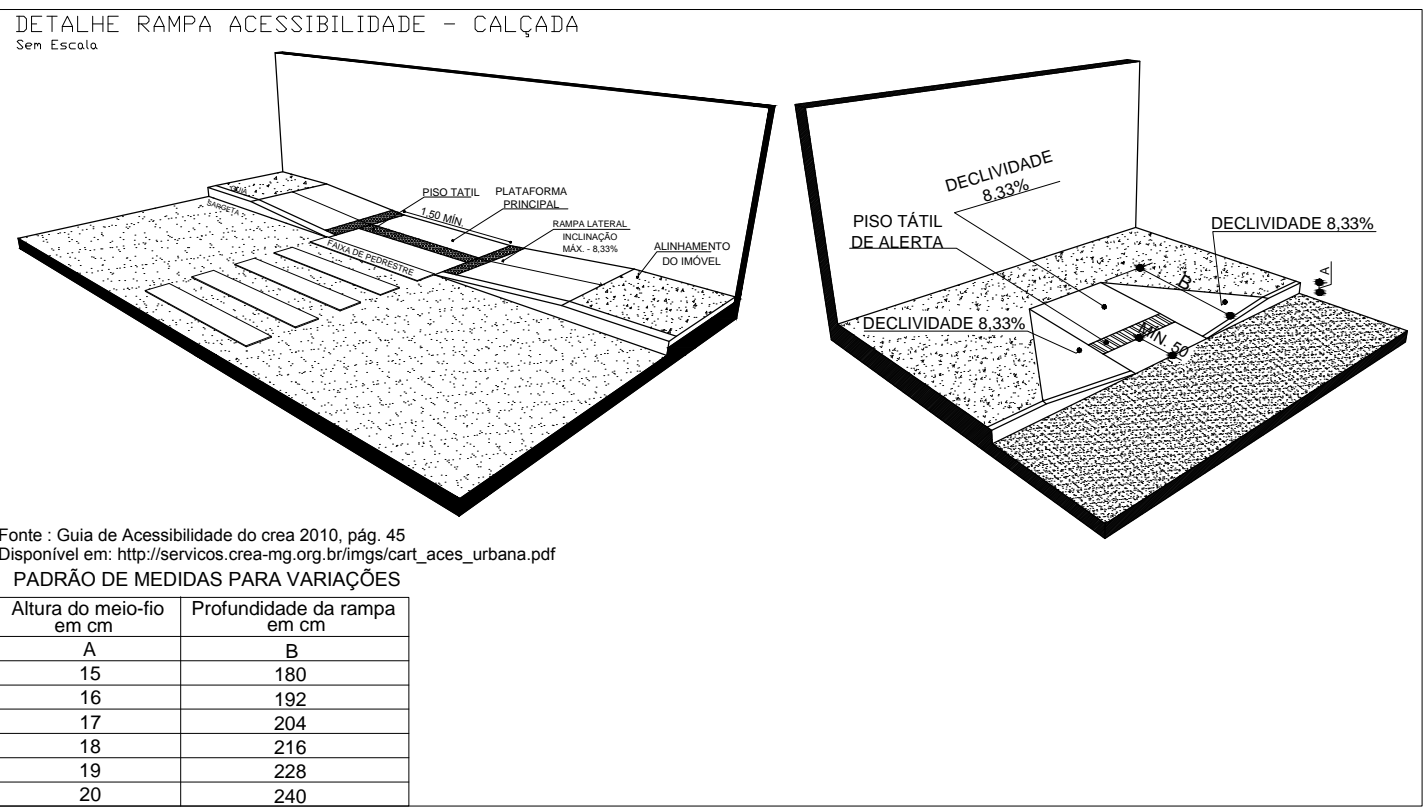 DETALHE RAMPA ACESSIBILIDADE - CALÇADA
Sem Escala
GUIA
SARGETA
PISO TATIL
1,50 MÍN.
PLATAFORMA
PRINCIPAL
RAMPA LATERAL
INCLINAÇÃO
MÁX. - 8,33%
ALINHAMENTO
DO IMÓVEL
FAIXA DE PEDRESTRE
DECLIVIDADE
8,33%
PISO TÁTIL
DE ALERTA
DECLIVIDADE 8,33%
A
B
DECLIVIDADE 8,33%
MIN. 50
Fonte : Guia de Acessibilidade do crea 2010, pág. 45
Disponível em: http://servicos.crea-mg.org.br/imgs/cart_aces_urbana.pdf
PADRÃO DE MEDIDAS PARA VARIAÇÕES
Altura do meio-fio
em cm
Profundidade da rampa
em cm
A B
15 180
16 192
17 204
18 216
19 228
20 240